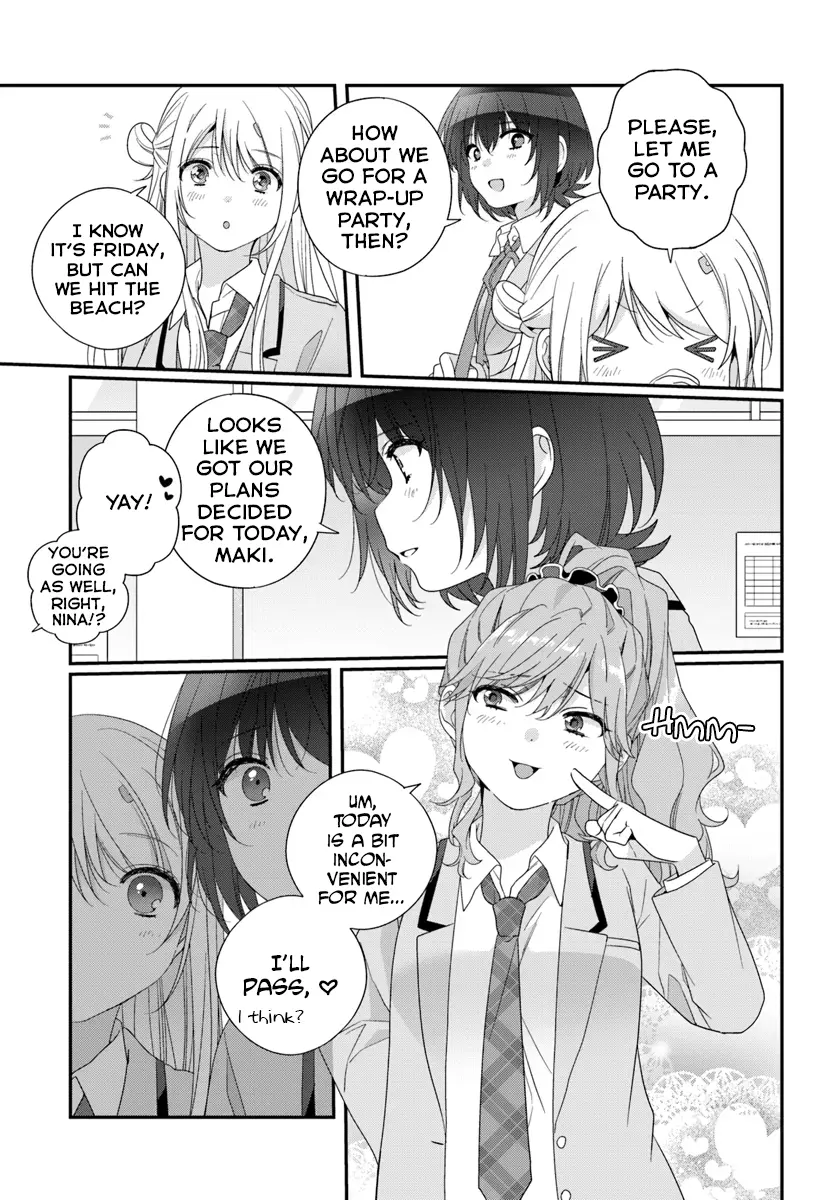 PLEASE,
LET ME
GO TO A
PARTY.
HOW
ABOUT WE
GO FOR A
WRAP-UP
PARTY,
THEN?
I KNOW
IT'S FRIDAY,
BUT CAN
WE HIT THE
BEACH?
LOOKS
LIKE WE
GOT OUR
PLANS
DECIDED
FOR TODAY,
MAKI.
YAY!
YOU'RE
GOING
AS WELL,
RIGHT,
NINA!?
HMM~
UM,
TODAY
IS A BIT
INCON-
VENIENT
FOR ME...
I'LL
PASS, ♡
I think?